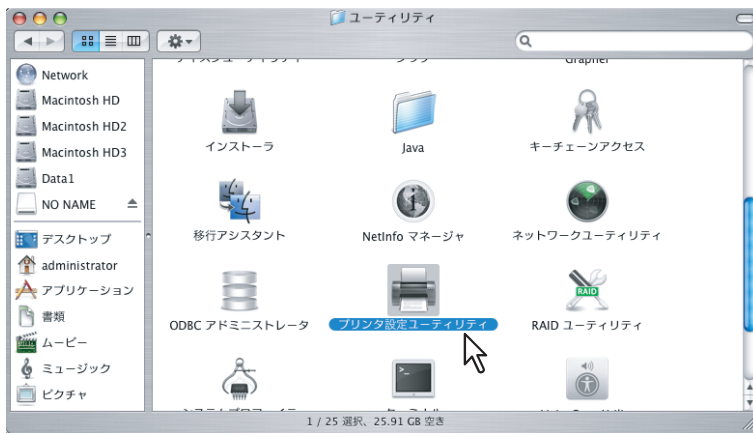 ユーティリティ
Network
Macintosh HD
Macintosh HD2
Macintosh HD3
Data1
NO NAME
デスクトップ
administrator
アプリケーション
書類
ムービー
ミュージック
ピクチャ
Grapher
インストーラ
Java
キーチェーンアクセス
移行アシスタント
NetInfo マネージャ
ネットワークユーティリティ
ODBC アドミニストレータ
プリンタ設定ユーティリティ
RAID
RAID ユーティリティ
1 / 25 選択、25.91 GB 空き